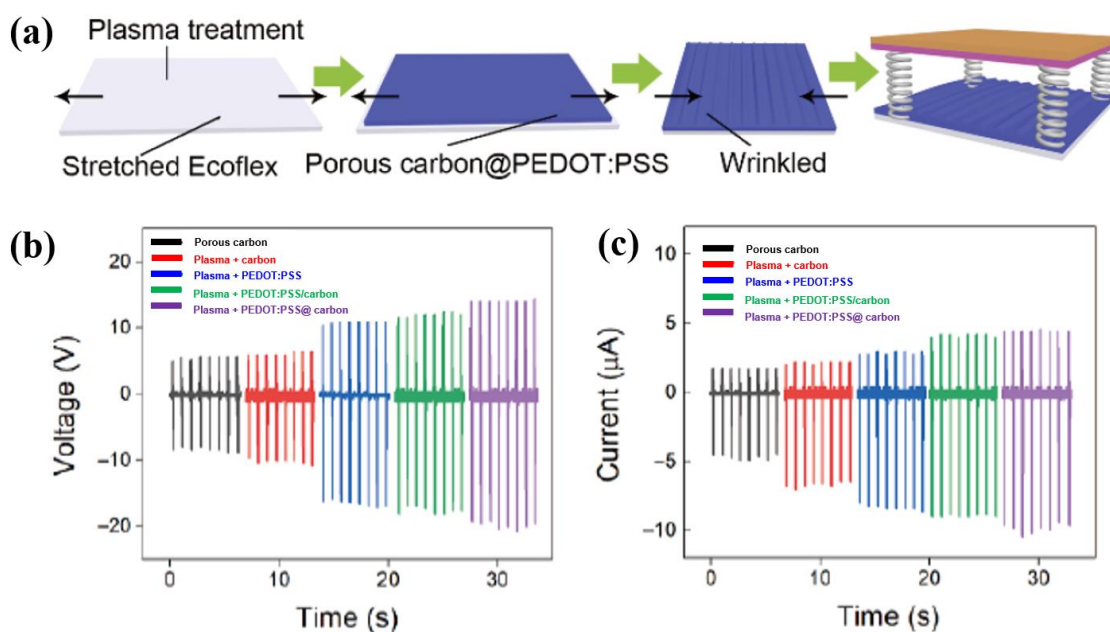 (a)
Plasma treatment
Stretched Ecoflex
Porous carbon@PEDOT:PSS
Wrinkled
(b)
Porous carbon
Plasma + carbon
Plasma + PEDOT:PSS
Plasma + PEDOT:PSS/carbon
Plasma + PEDOT:PSS@ carbon
Voltage (V)
20
10
0
−10
−20
0
10
20
30
Time (s)
(c)
Porous carbon
Plasma + carbon
Plasma + PEDOT:PSS
Plasma + PEDOT:PSS/carbon
Plasma + PEDOT:PSS@ carbon
Current (μA)
10
5
0
−5
−10
0
10
20
30
Time (s)